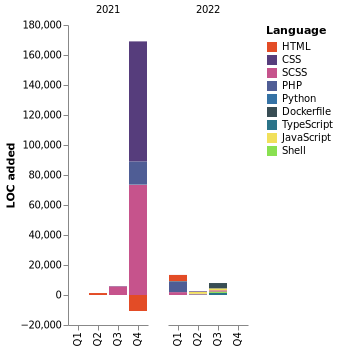 2021
2022
LOC added
180,000
160,000
140,000
120,000
100,000
80,000
60,000
40,000
20,000
0
−20,000
Q1
Q2
Q3
Q4
Q1
Q2
Q3
Q4
Language
HTML
CSS
SCSS
PHP
Python
Dockerfile
TypeScript
JavaScript
Shell